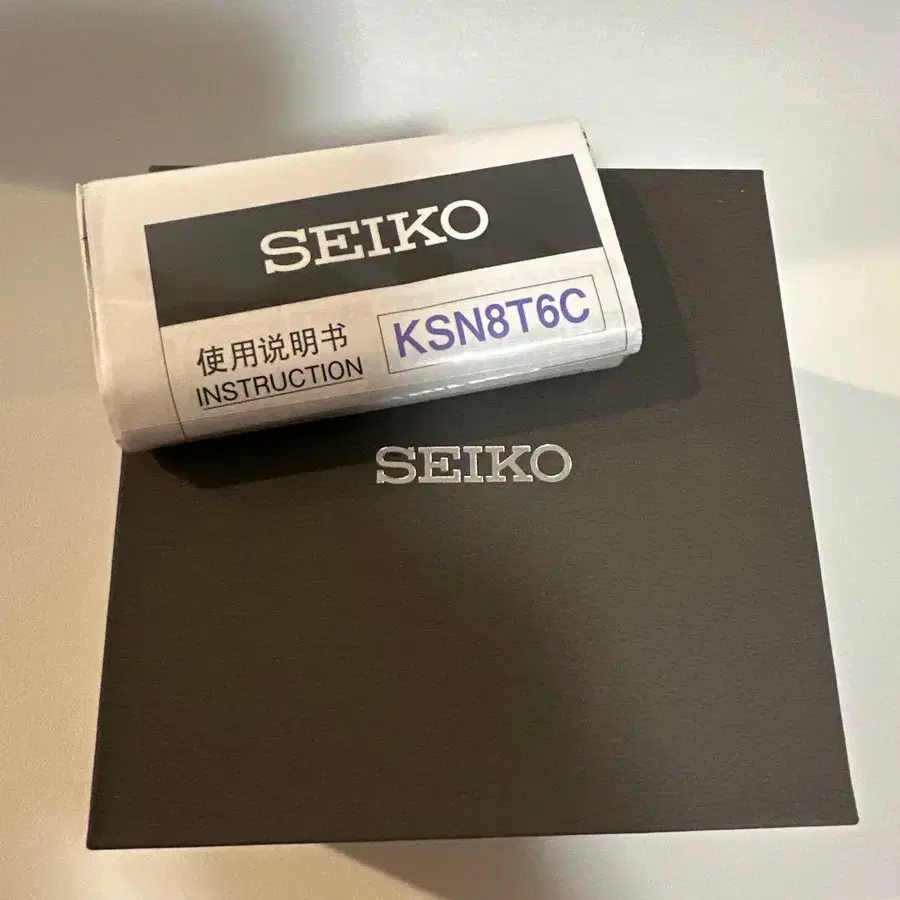 SEIKO
使用说明书
INSTRUCTION
KSN8T6C
SEIKO